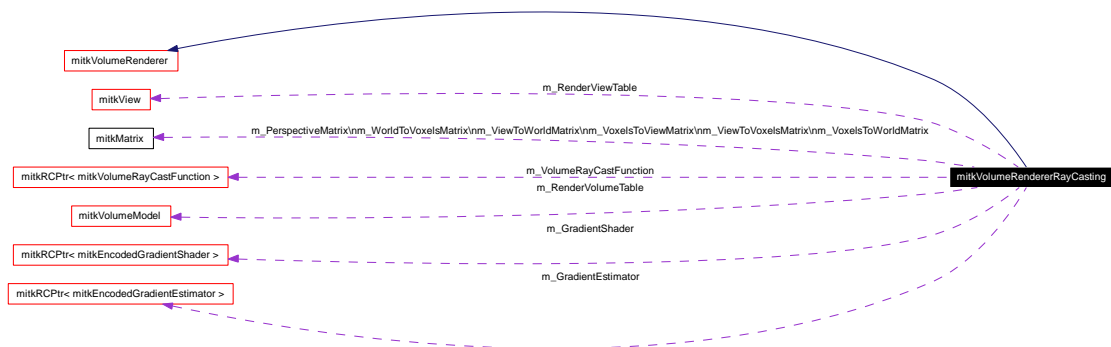 mitkVolumeRenderer
m_RenderViewTable
mitkView
m_PerspectiveMatrix\nm_WorldToVoxelsMatrix\nm_ViewToWorldMatrix\nm_VoxelsToViewMatrix\nm_ViewToVoxelsMatrix\nm_VoxelsToWorldMatrix
mitkMatrix
m_VolumeRayCastFunction
mitkRCPtr< mitkVolumeRayCastFunction >
mitkVolumeRendererRayCasting
m_RenderVolumeTable
mitkVolumeModel
m_GradientShader
mitkRCPtr< mitkEncodedGradientShader >
m_GradientEstimator
mitkRCPtr< mitkEncodedGradientEstimator >